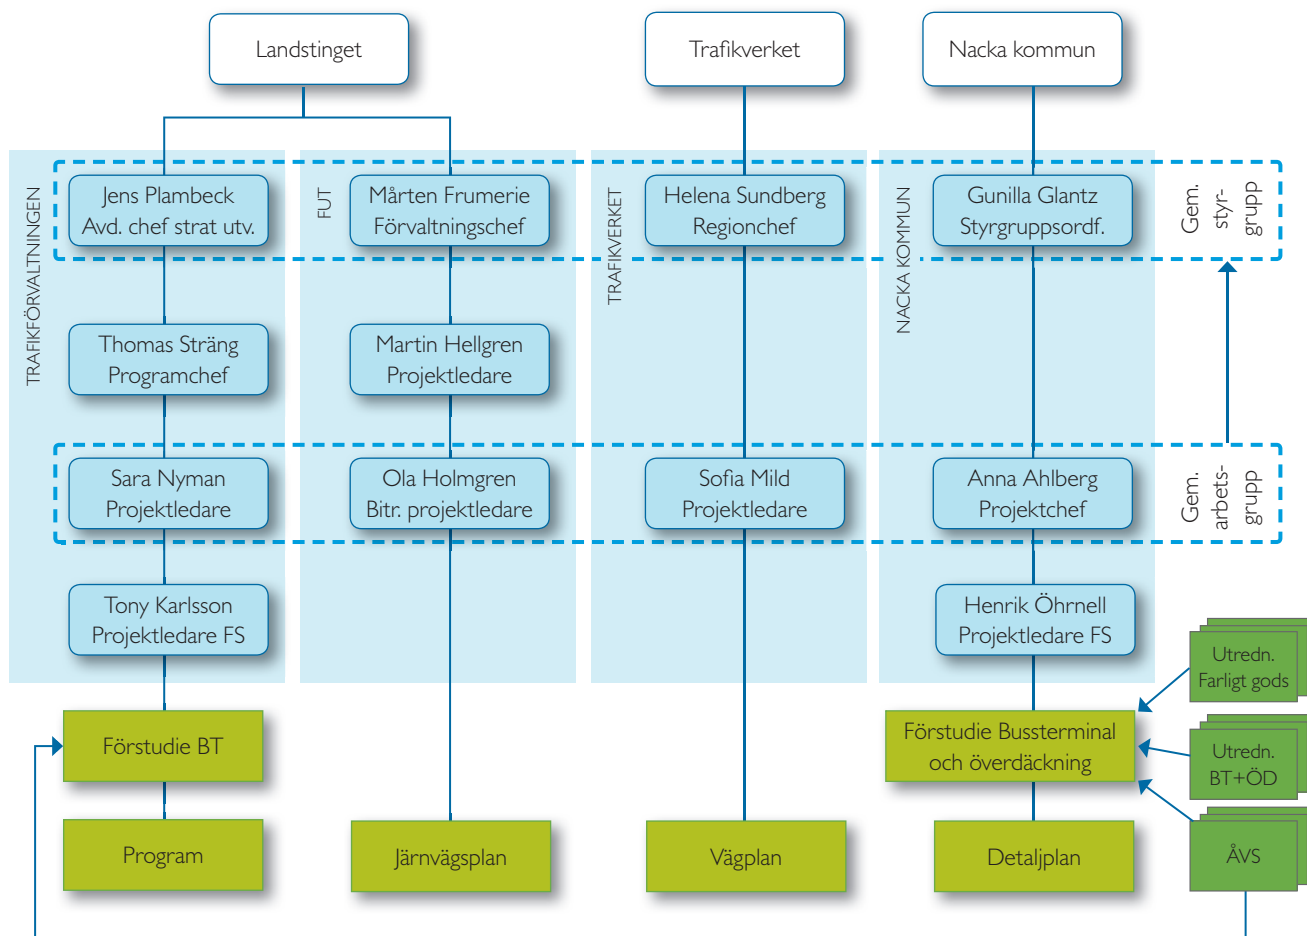 Landstinget
Trafikverket
Nacka kommun
TRAFIKFÖRVALTNINGEN
FUT
TRAFIKVERKET
NACKA KOMMUN
Jens Plambeck
Avd. chef strat utv.
Mårten Frumerie
Förvaltningschef
Helena Sundberg
Regionchef
Gunilla Glantz
Styrgruppsordf.
Gem.
styr-
grupp
Thomas Sträng
Programchef
Martin Hellgren
Projektledare
Sara Nyman
Projektledare
Ola Holmgren
Bitr. projektledare
Sofia Mild
Projektledare
Anna Ahlberg
Projektchef
Gem.
arbets-
grupp
Tony Karlsson
Projektledare FS
Henrik Öhrnell
Projektledare FS
Utredn.
Farligt gods
Förstudie BT
Förstudie Bussterminal
och överdäckning
Utredn.
BT+ÖD
Program
Järnvägsplan
Vägplan
Detaljplan
ÅVS